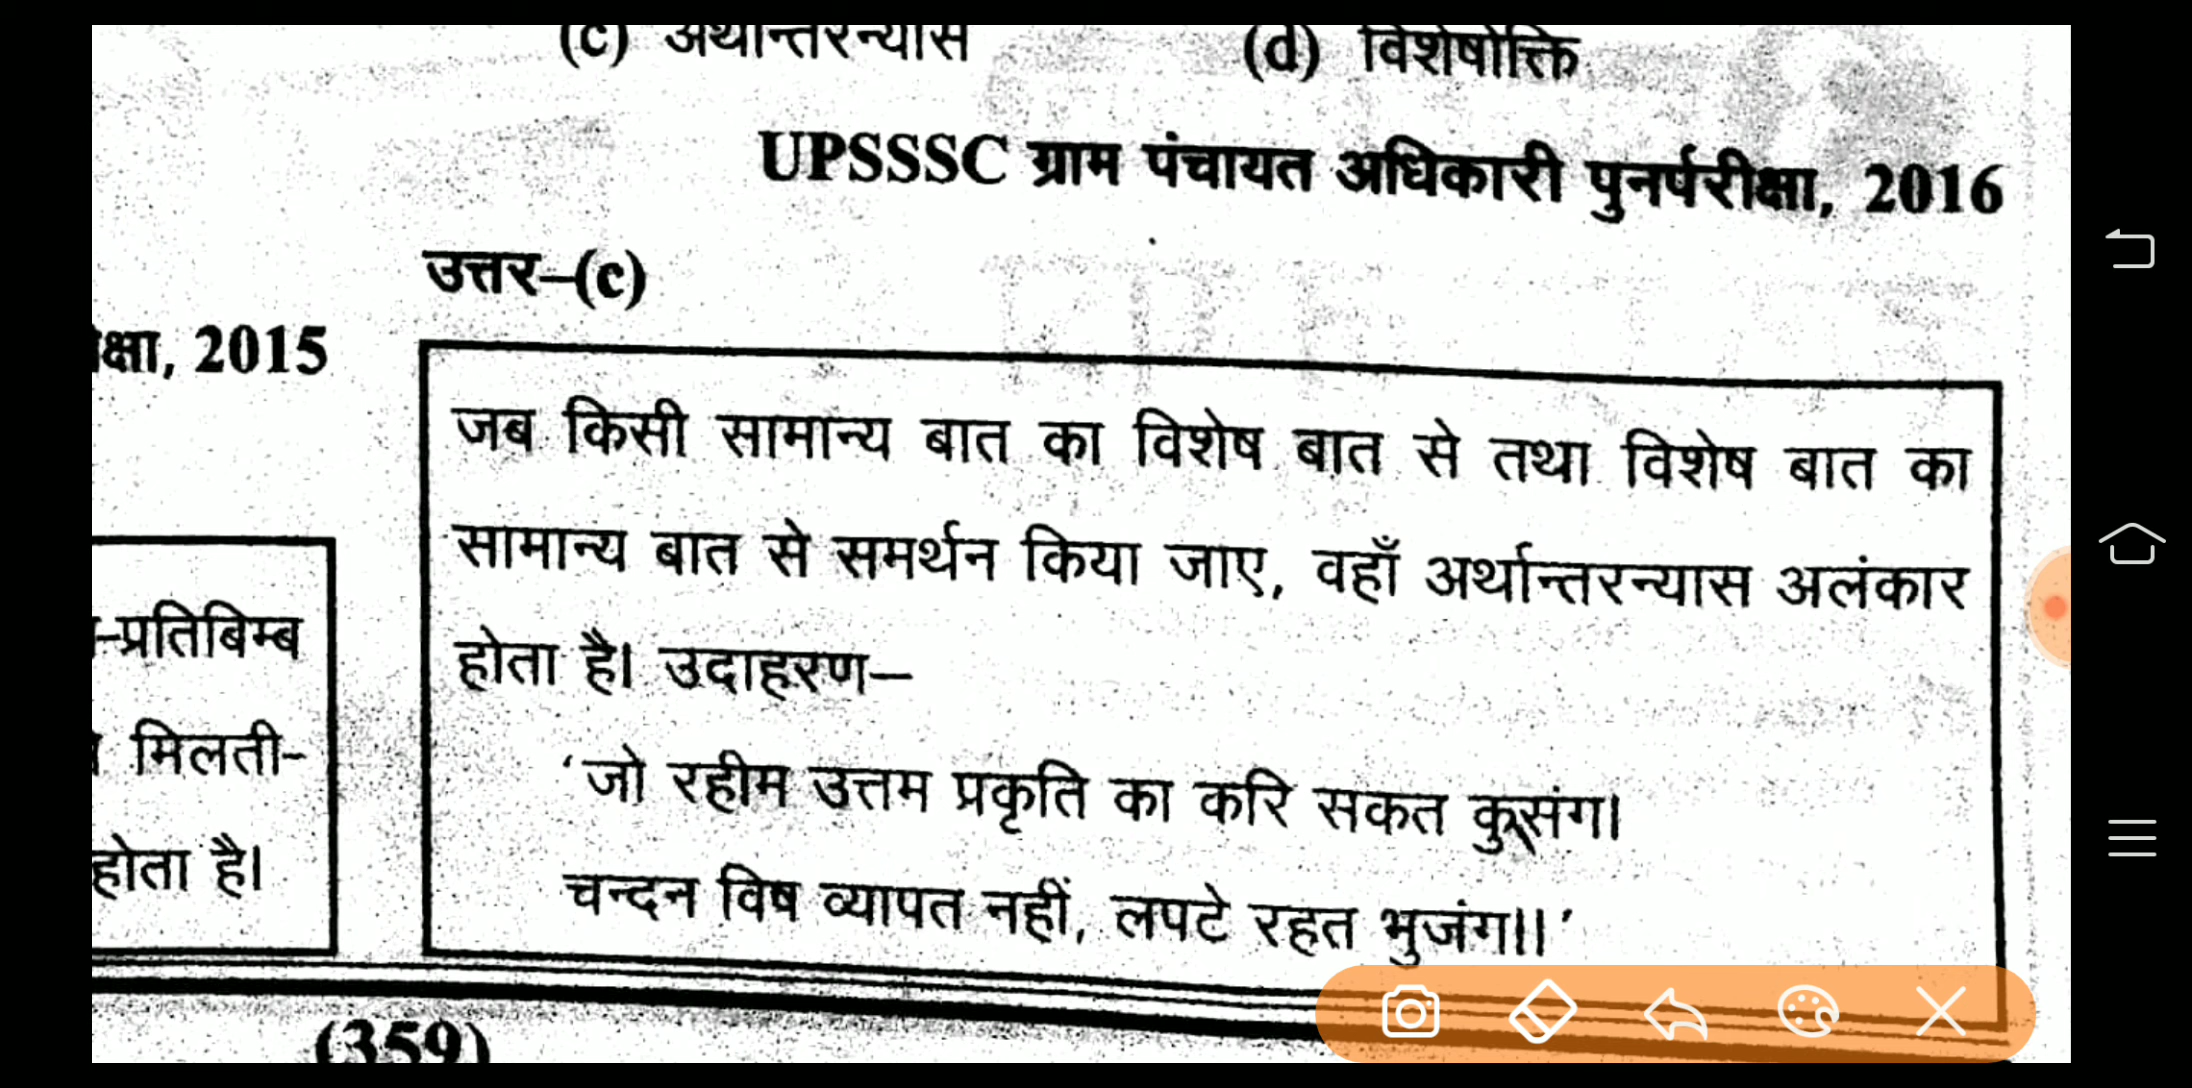 (c) अर्थान्तरन्यास
(d) विशेषोक्ति
UPSSSC ग्राम पंचायत अधिकारी पुनर्परीक्षा, 2016
उत्तर–(c)
जब किसी सामान्य बात का विशेष बात से तथा विशेष बात का
सामान्य बात से समर्थन किया जाए, वहाँ अर्थान्तरन्यास अलंकार
होता है। उदाहरण–
‘जो रहीम उत्तम प्रकृति का करि सकत कुसंग।
चन्दन विष व्यापत नहीं, लपटे रहत भुजंग।।’
2015
-प्रतिबिम्ब
मिलती-
होता है।
(359)